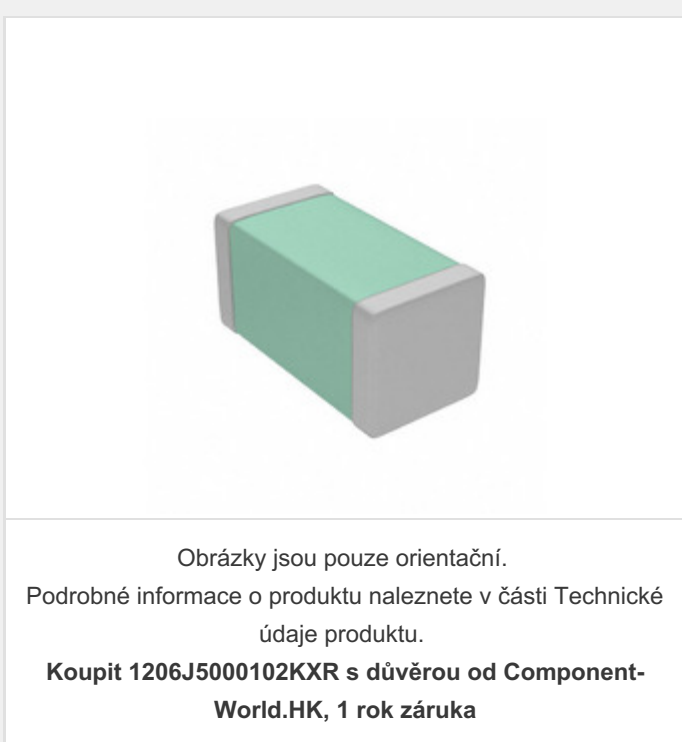 Obrázky jsou pouze orientační.
Podrobné informace o produktu naleznete v části Technické
údaje produktu.
Koupit 1206J5000102KXR s důvěrou od Component-
World.HK, 1 rok záruka